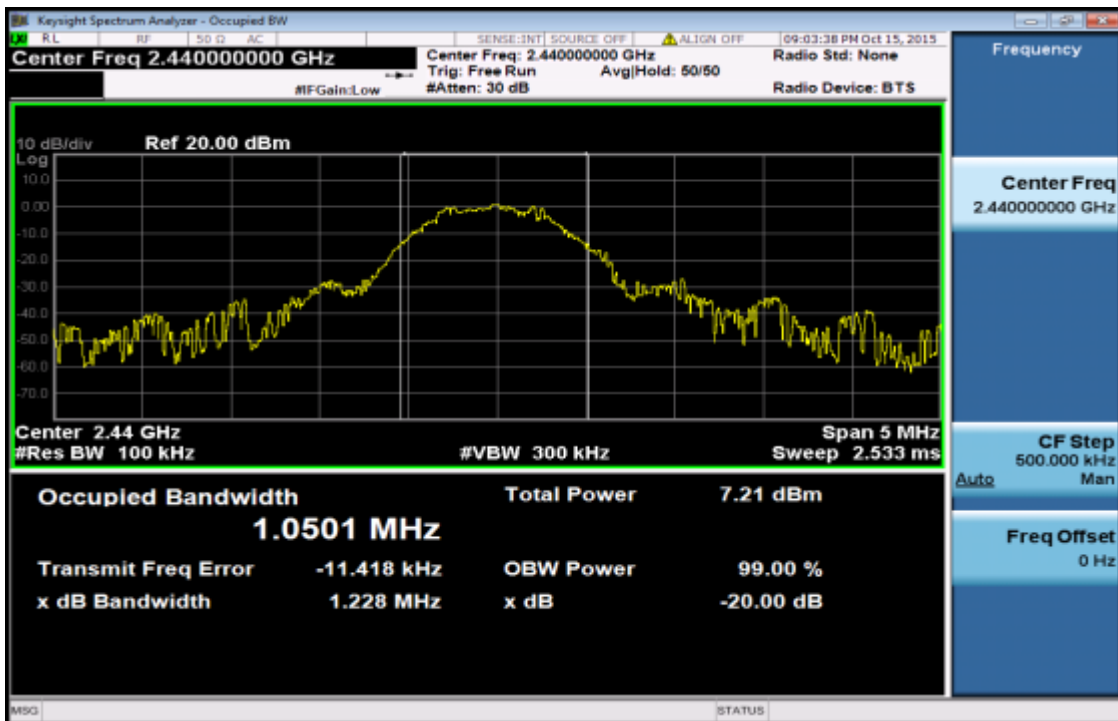 Keysight Spectrum Analyzer - Occupied BW
RL RF 50 Ω AC SENSE:INT SOURCE OFF ALIGN OFF 09:03:38 PM Oct 15, 2015
Center Freq 2.440000000 GHz
Center Freq: 2.440000000 GHz Radio Std: None
Trig: Free Run Avg|Hold: 50/50
#IFGain:Low #Atten: 30 dB Radio Device: BTS
10 dB/div Ref 20.00 dBm
Log
10.0
0.00
-10.0
-20.0
-30.0
-40.0
-50.0
-60.0
-70.0
Center 2.44 GHz Span 5 MHz
#Res BW 100 kHz #VBW 300 kHz Sweep 2.533 ms
Occupied Bandwidth Total Power 7.21 dBm
1.0501 MHz
Transmit Freq Error -11.418 kHz OBW Power 99.00 %
x dB Bandwidth 1.228 MHz x dB -20.00 dB
MSG STATUS
Frequency
Center Freq
2.440000000 GHz
CF Step
500.000 kHz
Auto Man
Freq Offset
0 Hz